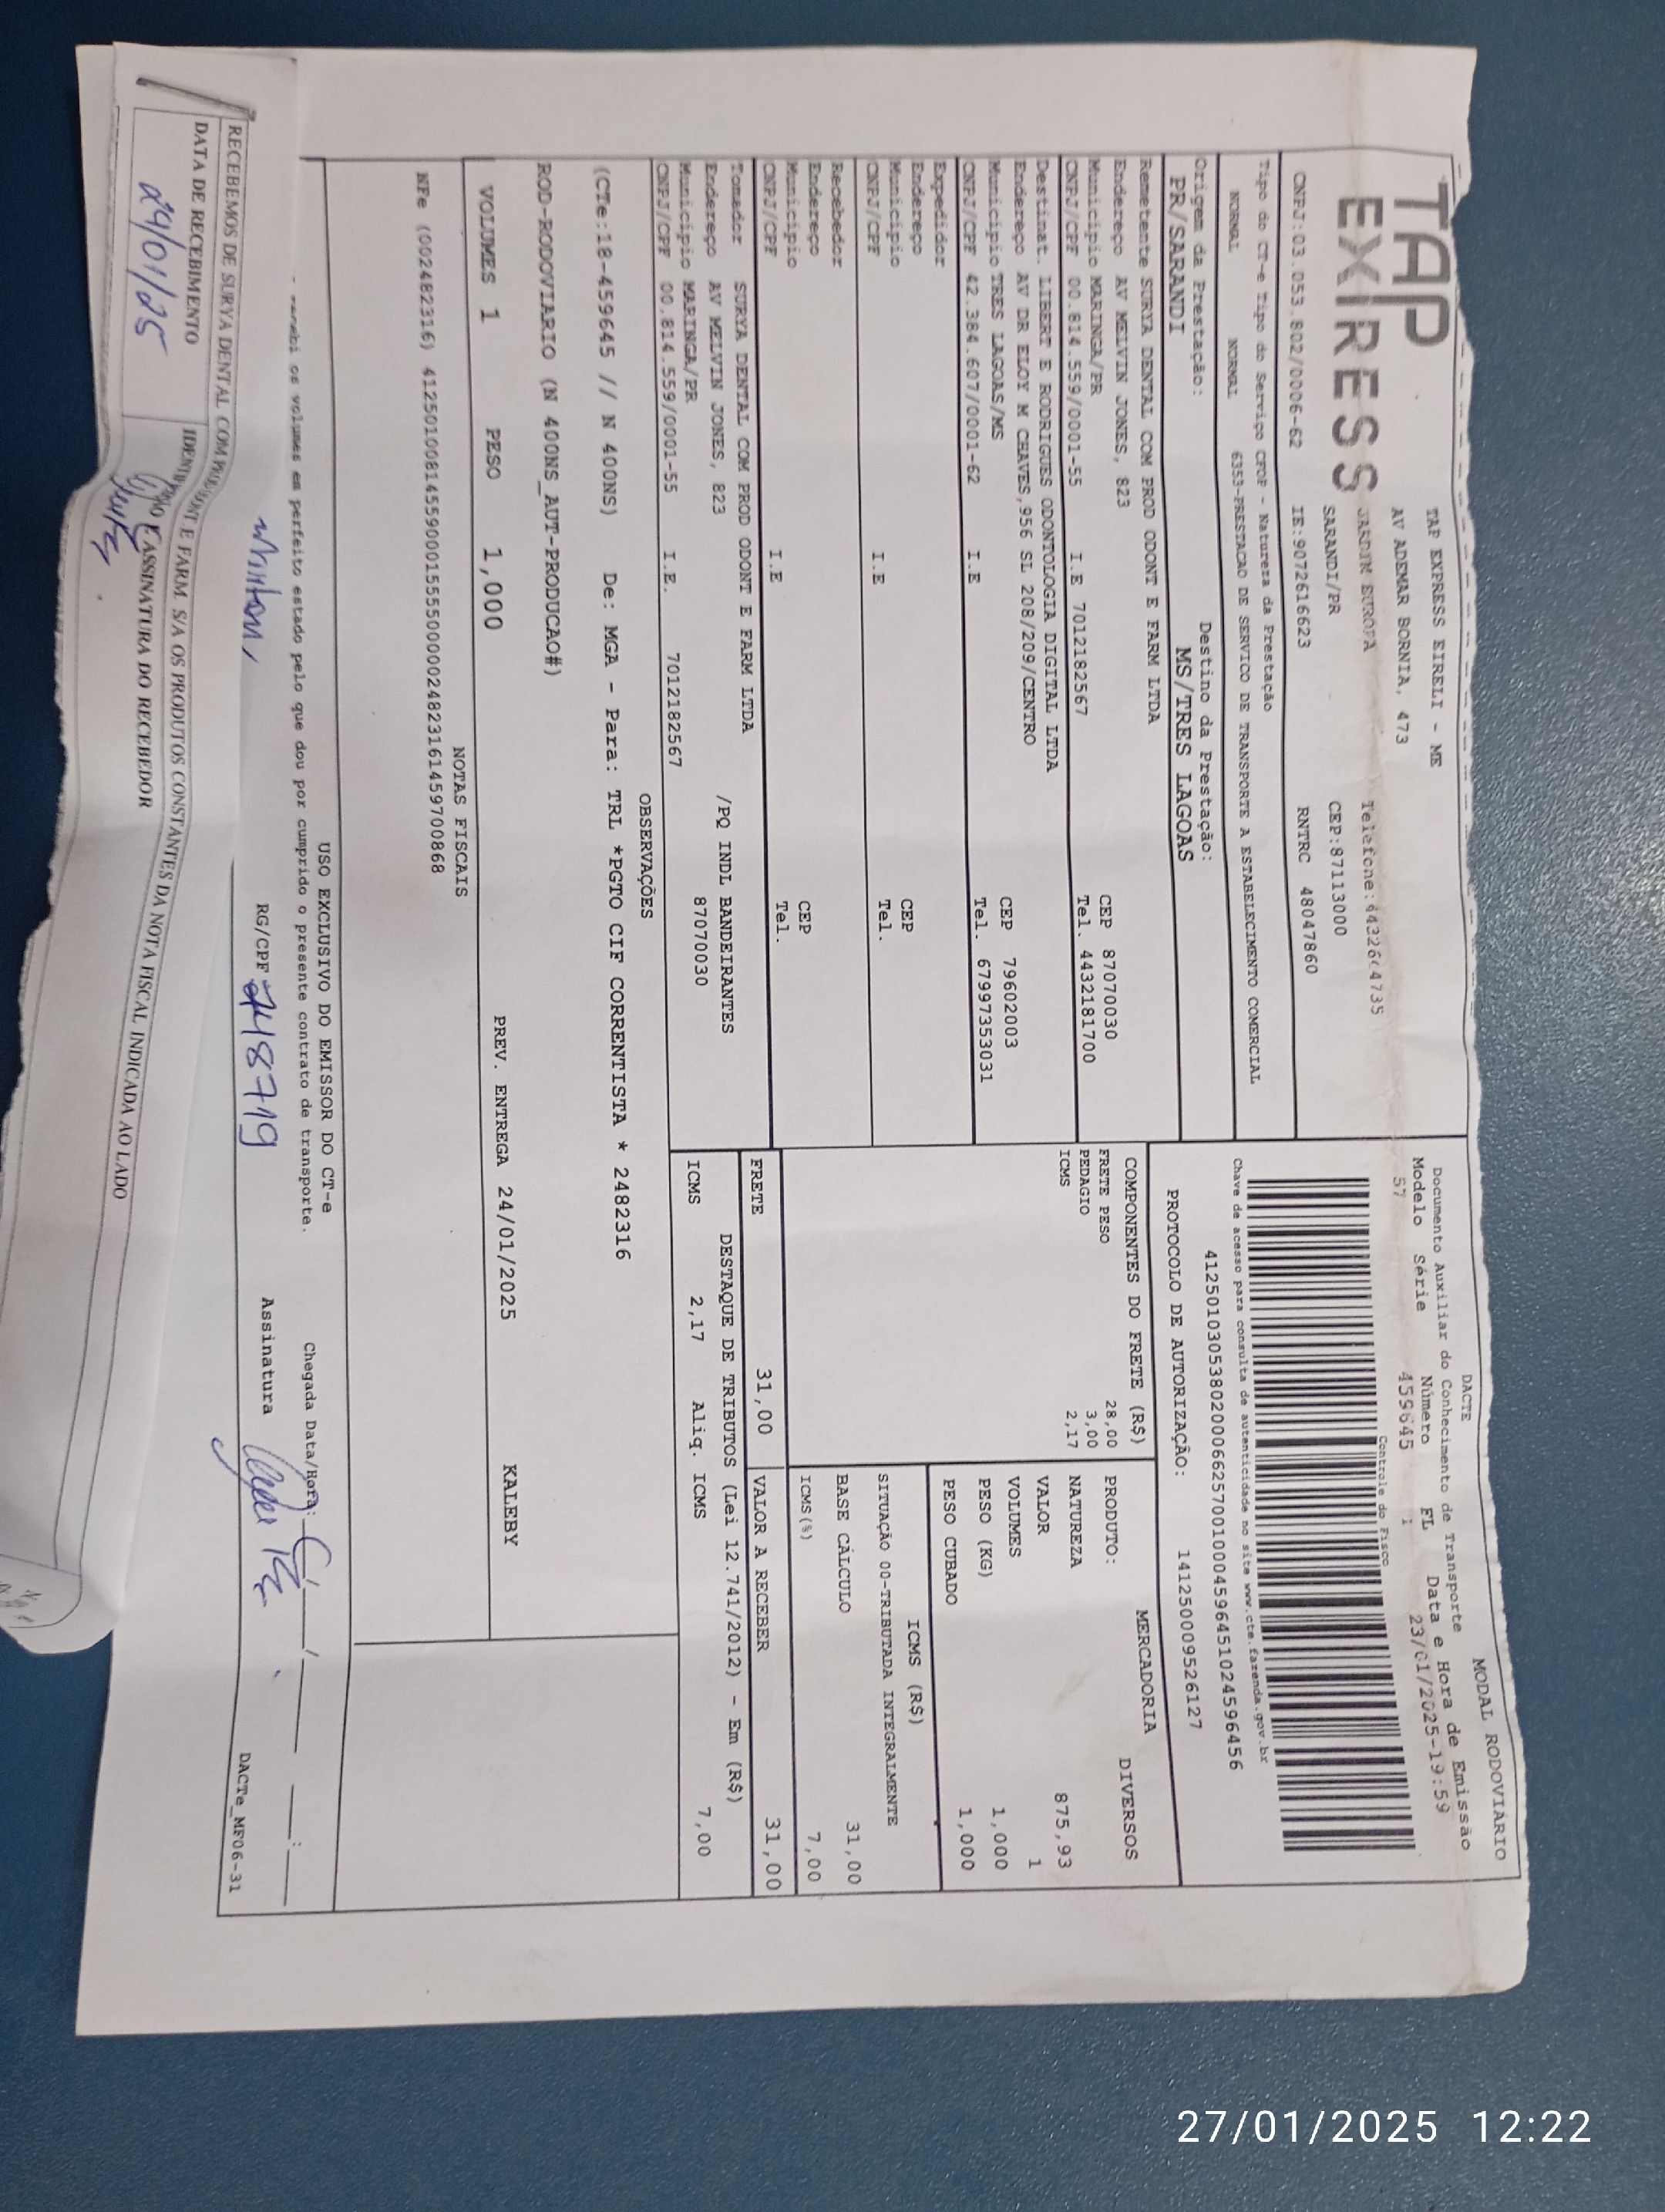 TAP
EXPRESS
TAP EXPRESS EIRELI - ME
AV ADEMAR BORNIA, 473
JARDIM EUROPA
SARANDI/PR
CEP:87113000
CNPJ:03.053.802/0006-62 IE:9072616623 RNTRC 48047860
Tipo do CT-e Tipo do Serviço CFOP - Natureza da Prestação
NORMAL NORMAL 6353-PRESTACAO DE SERVICO DE TRANSPORTE A ESTABELECIMENTO COMERCIAL
Origem da Prestação: Destino da Prestação:
PR/SARANDI MS/TRES LAGOAS
Remetente SURYA DENTAL COM PROD ODONT E FARM LTDA
Endereço AV MELVIN JONES, 823 CEP 87070030
Município MARINGA/PR Tel. 4432181700
CNPJ/CPF 00.814.559/0001-55 I.E 7012182567
Destinat. LIBERT E RODRIGUES ODONTOLOGIA DIGITAL LTDA
Endereço AV DR ELOY M CHAVES,956 SL 208/209/CENTRO
Município TRES LAGOAS/MS CEP 79602003
CNPJ/CPF 42.384.607/0001-62 I.E Tel. 67997353031
Expedidor
Endereço
Município CEP
CNPJ/CPF I.E Tel.
Recebedor
Endereço
Município CEP
CNPJ/CPF I.E Tel.
Tomador SURYA DENTAL COM PROD ODONT E FARM LTDA
Endereço AV MELVIN JONES, 823 /PQ INDL BANDEIRANTES
Município MARINGA/PR 87070030
CNPJ/CPF 00.814.559/0001-55 I.E. 7012182567
MODAL RODOVIÁRIO
DACTE
Documento Auxiliar do Conhecimento de Transporte
Modelo Série Número FL Data e Hora de Emissão
57 459645 1 23/01/2025-19:59
Controle do Fisco
Chave de acesso para consulta de autenticidade no site www.cte.fazenda.gov.br
41250103053802000662570010004596451024596456
PROTOCOLO DE AUTORIZAÇÃO: 141250009526127
COMPONENTES DO FRETE (R$)
FRETE PESO 28,00
PEDAGIO 3,00
ICMS 2,17
MERCADORIA
PRODUTO: DIVERSOS
NATUREZA
VALOR 875,93
VOLUMES 1
PESO (KG) 1,000
PESO CUBADO 1,000
ICMS (R$)
SITUAÇÃO 00-TRIBUTADA INTEGRALMENTE
BASE CÁLCULO 31,00
ICMS(%) 7,00
FRETE 31,00 VALOR A RECEBER 31,00
DESTAQUE DE TRIBUTOS (Lei 12.741/2012) - Em (R$)
ICMS 2,17 Aliq. ICMS 7,00
OBSERVAÇÕES
(CTe:18-459645 // N 400NS) De: MGA - Para: TRL *PGTO CIF CORRENTISTA * 2482316
ROD-RODOVIARIO (N 400NS_AUT-PRODUCAO#)
VOLUMES 1 PESO 1,000 PREV. ENTREGA 24/01/2025 KALEBY
NOTAS FISCAIS
NFe (002482316) 41250100814559000155550000024823161459700868
USO EXCLUSIVO DO EMISSOR DO CT-e
os volumes em perfeito estado pelo que dou por cumprido o presente contrato de transporte. Chegada Data/Hora: / / :
RG/CPF Assinatura
DACTe_MF06-31
RECEBEMOS DE SURYA DENTAL COM PROD ODONT E FARM. S/A OS PRODUTOS CONSTANTES DA NOTA FISCAL INDICADA AO LADO
DATA DE RECEBIMENTO E ASSINATURA DO RECEBEDOR
24/01/25
27/01/2025 12:22